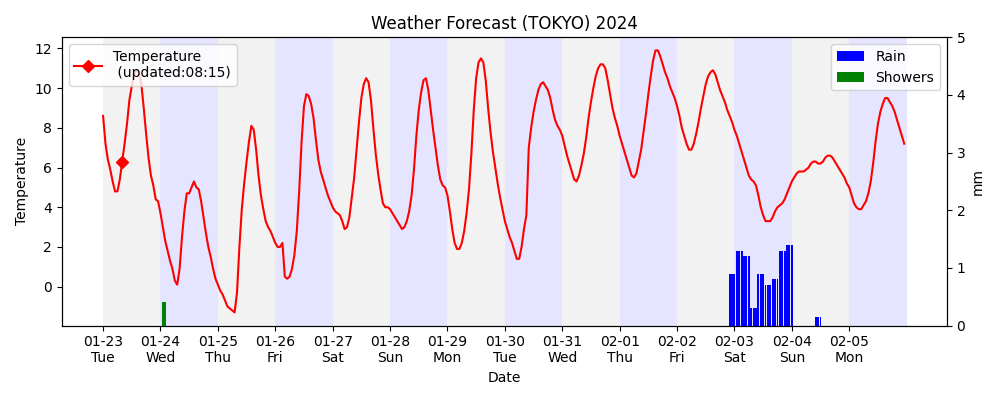 Weather Forecast (TOKYO) 2024
Temperature
(updated:08:15)
Rain
Showers
12
10
8
6
4
2
0
Temperature
5
4
3
2
1
0
mm
01-23 01-24 01-25 01-26 01-27 01-28 01-29 01-30 01-31 02-01 02-02 02-03 02-04 02-05
Tue Wed Thu Fri Sat Sun Mon Tue Wed Thu Fri Sat Sun Mon
Date